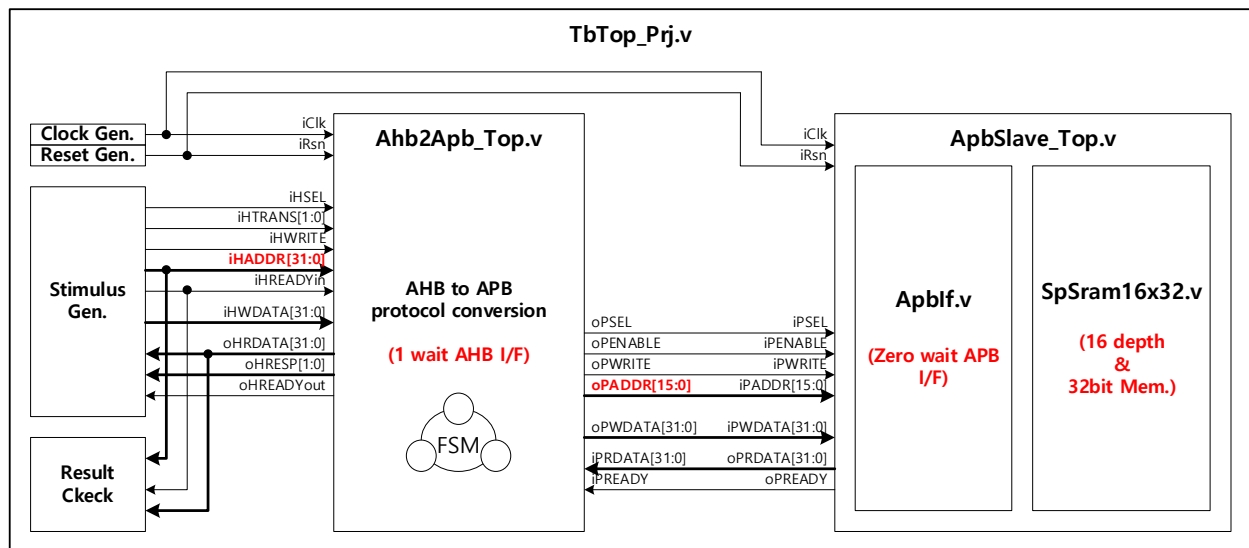 TbTop_Prj.v
Clock Gen.
Reset Gen.
iClk
iRsn
Ahb2Apb_Top.v
iClk
iRsn
ApbSlave_Top.v
Stimulus
Gen.
iHSEL
iHTRANS[1:0]
iHWRITE
iHADDR[31:0]
iHREADYin
iHWDATA[31:0]
oHRDATA[31:0]
oHRESP[1:0]
oHREADYout
AHB to APB
protocol conversion
(1 wait AHB I/F)
FSM
oPSEL
iPSEL
oPENABLE
iPENABLE
oPWRITE
iPWRITE
oPADDR[15:0]
iPADDR[15:0]
oPWDATA[31:0]
iPWDATA[31:0]
iPRDATA[31:0]
oPRDATA[31:0]
iPREADY
oPREADY
ApbIf.v
(Zero wait APB
I/F)
SpSram16x32.v
(16 depth
&
32bit Mem.)
Result
Ckeck